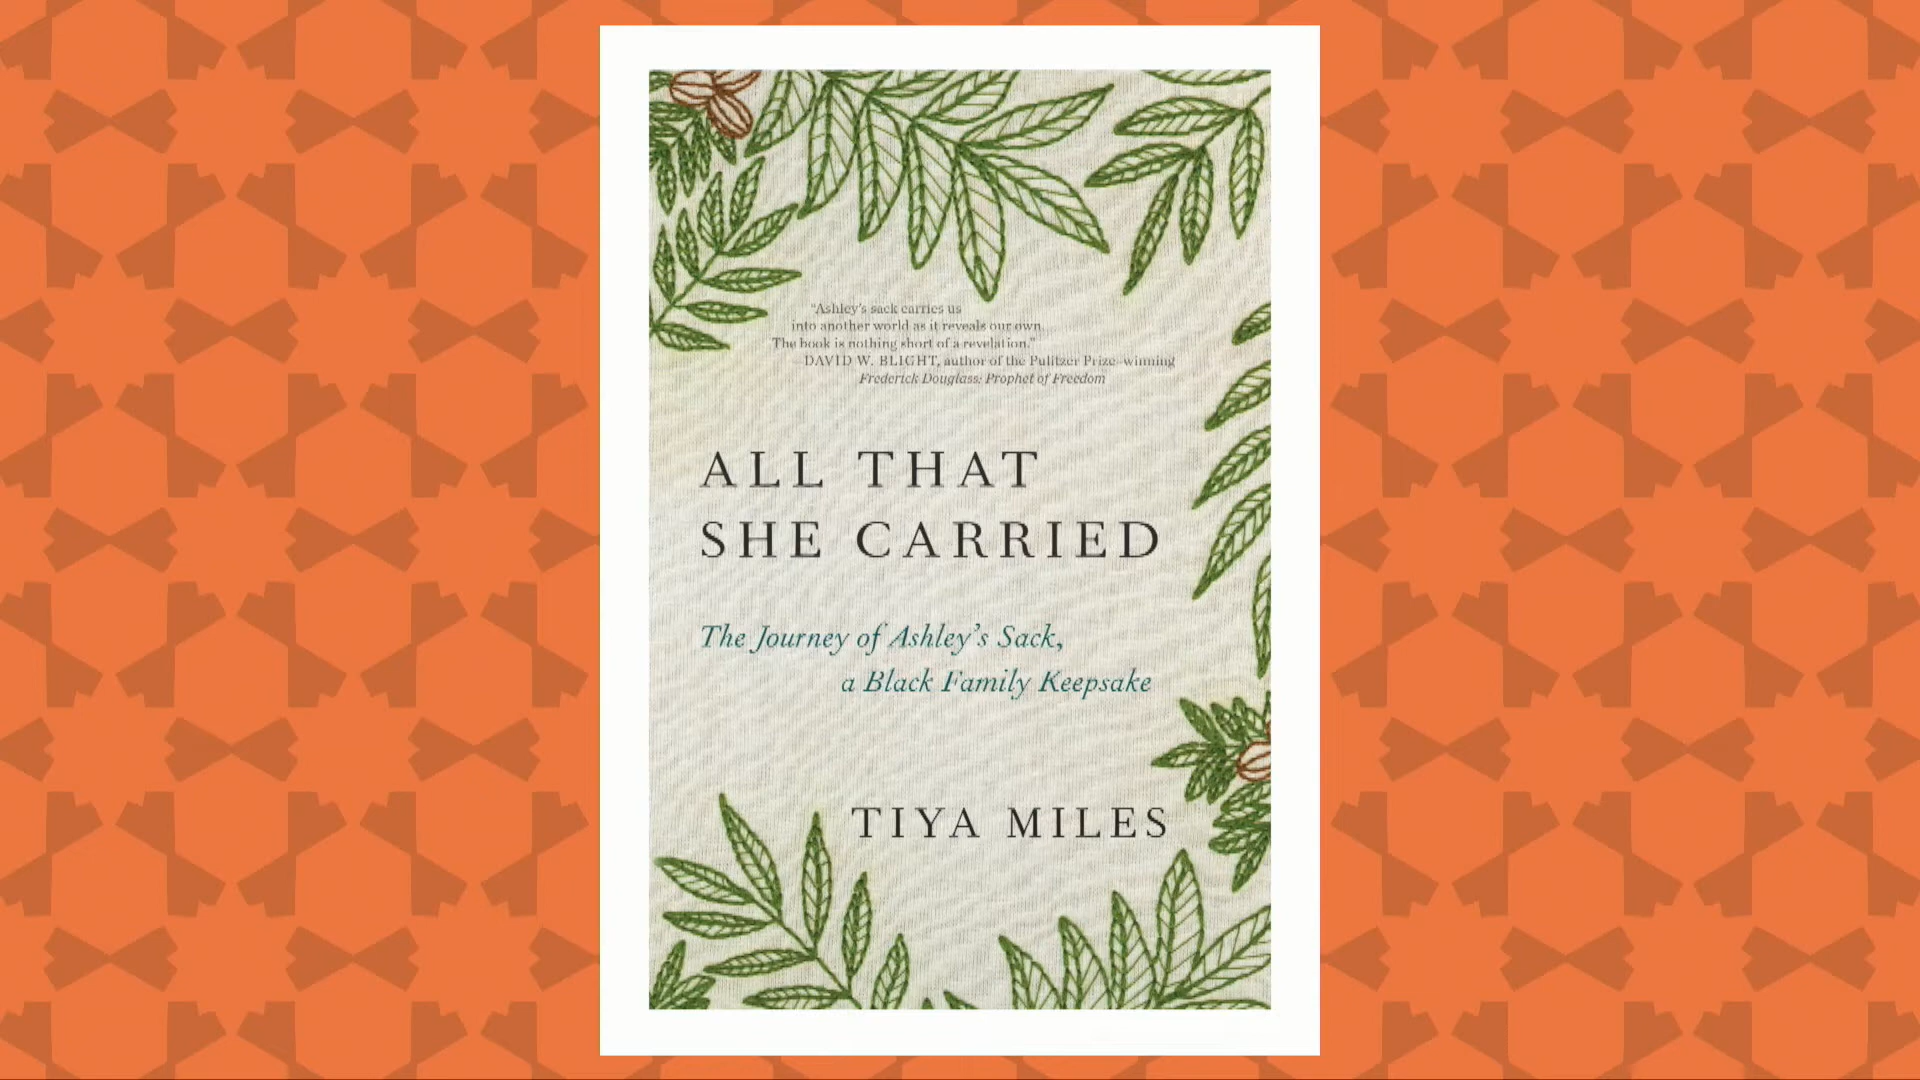 "Ashley's sack carries us
into another world as it reveals our own.
The book is nothing short of a revelation."
—DAVID W. BLIGHT, author of the Pulitzer Prize–winning
Frederick Douglass: Prophet of Freedom
ALL THAT
SHE CARRIED
The Journey of Ashley's Sack,
a Black Family Keepsake
TIYA MILES